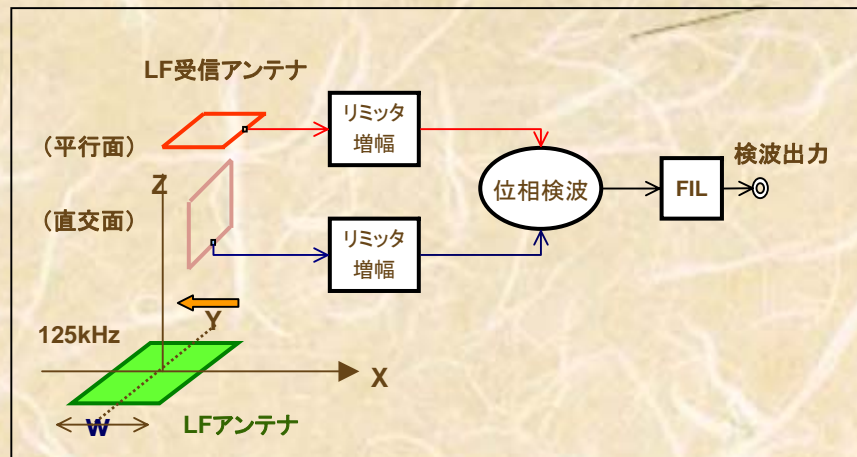 LF受信アンテナ
(平行面)
リミッタ
増幅
Z
(直交面)
位相検波
FIL
検波出力
リミッタ
増幅
Y
125kHz
X
W
LFアンテナ